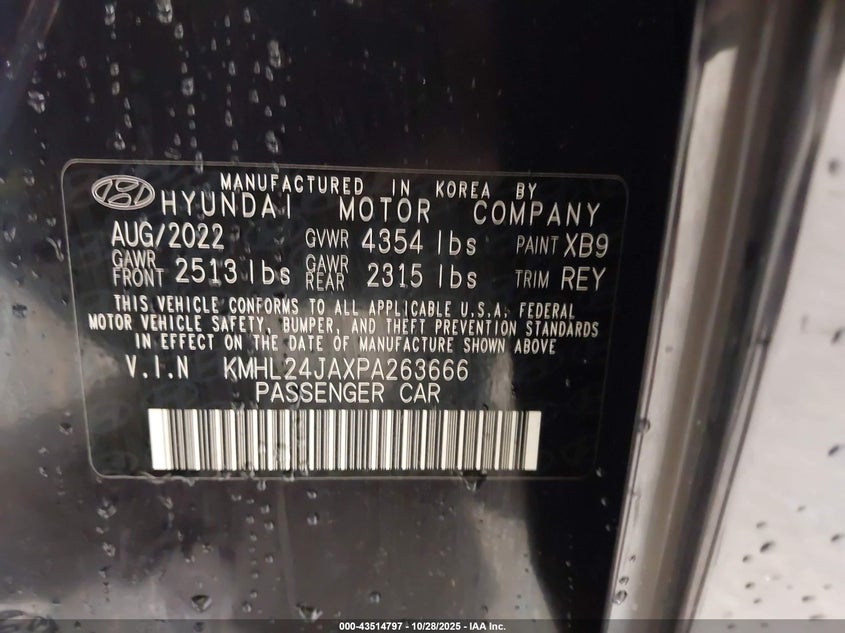 MANUFACTURED IN KOREA BY
HYUNDAI MOTOR COMPANY
AUG/2022 GVWR 4354 lbs PAINT XB9
GAWR FRONT 2513 lbs GAWR REAR 2315 lbs TRIM REY
THIS VEHICLE CONFORMS TO ALL APPLICABLE U.S.A. FEDERAL
MOTOR VEHICLE SAFETY, BUMPER, AND THEFT PREVENTION STANDARDS
IN EFFECT ON THE DATE OF MANUFACTURE SHOWN ABOVE
V.I.N KMHL24JAXPA263666
PASSENGER CAR
000-43514797 - 10/28/2025 - IAA Inc.